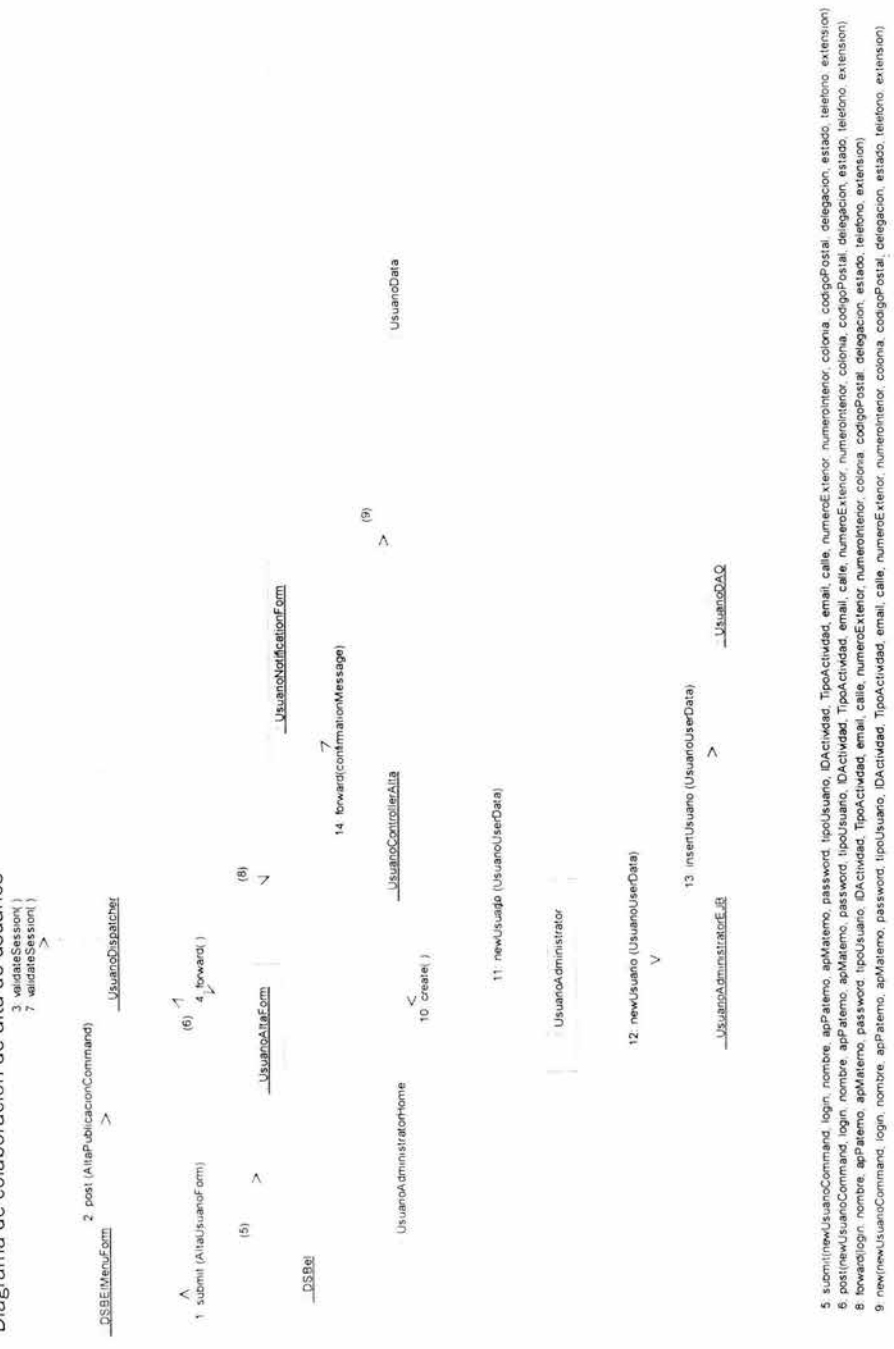 Diagrama de colaboración de alta de usuarios
3: validateSession( )
7: validateSession( )
2: post (AltaPublicacionCommand)
: DSBElMenuForm
: UsuarioDispatcher
1: submit (AltaUsuarioForm)
(6)
4: forward( )
(5)
(8)
: DSBel
: UsuarioAltaForm
: UsuarioNotificationForm
14: forward(confirmationMessage)
(9)
UsuarioAdministratorHome
: UsuarioControllerAlta
UsuarioData
10: create( )
11: newUsuario (UsuarioUserData)
UsuarioAdministrator
12: newUsuario (UsuarioUserData)
13: insertUsuario (UsuarioUserData)
: UsuarioAdministratorEJB
: UsuarioDAO
5: submit(newUsuarioCommand, login, nombre, apPaterno, apMaterno, password, tipoUsuario, IDActividad, TipoActividad, email, calle, numeroExterior, numeroInterior, colonia, codigoPostal, delegacion, estado, telefono, extension)
6: post(newUsuarioCommand, login, nombre, apPaterno, apMaterno, password, tipoUsuario, IDActividad, TipoActividad, email, calle, numeroExterior, numeroInterior, colonia, codigoPostal, delegacion, estado, telefono, extension)
8: forward(login, nombre, apPaterno, apMaterno, password, tipoUsuario, IDActividad, TipoActividad, email, calle, numeroExterior, numeroInterior, colonia, codigoPostal, delegacion, estado, telefono, extension)
9: new(newUsuarioCommand, login, nombre, apPaterno, apMaterno, password, tipoUsuario, IDActividad, TipoActividad, email, calle, numeroExterior, numeroInterior, colonia, codigoPostal, delegacion, estado, telefono, extension)